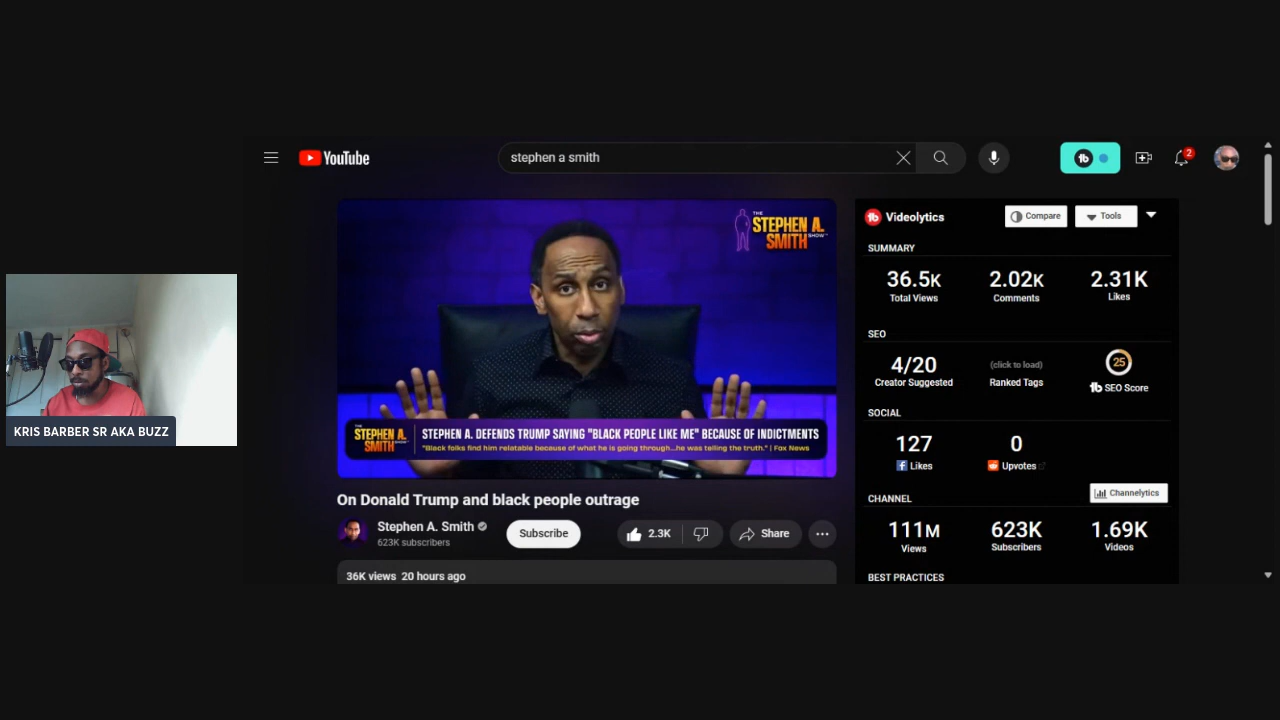 YouTube
stephen a smith
2
THE
STEPHEN A.
SMITH SHOW
THE
STEPHEN A.
SMITH SHOW
STEPHEN A. DEFENDS TRUMP SAYING "BLACK PEOPLE LIKE ME" BECAUSE OF INDICTMENTS
"Black folks find him relatable because of what he is going through...he was telling the truth." | Fox News
On Donald Trump and black people outrage
Stephen A. Smith
623K subscribers
Subscribe
2.3K
Share
36K views 20 hours ago
tb Videolytics
Compare
Tools
SUMMARY
36.5K 2.02K 2.31K
Total Views Comments Likes
SEO
4/20 (click to load) 25
Creator Suggested Ranked Tags tb SEO Score
SOCIAL
127 0
Likes Upvotes
CHANNEL
Channelytics
111M 623K 1.69K
Views Subscribers Videos
BEST PRACTICES
KRIS BARBER SR AKA BUZZ